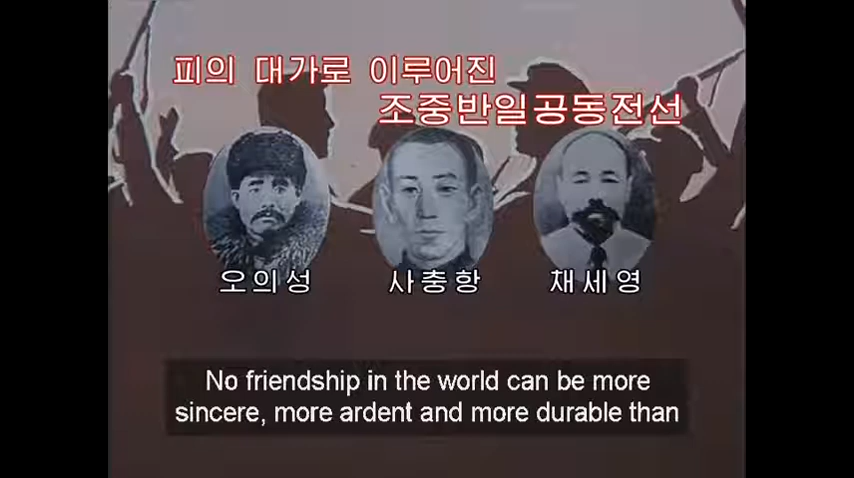 피의 대가로 이루어진
조중반일공동전선
오의성 사충항 채세영
No friendship in the world can be more
sincere, more ardent and more durable than